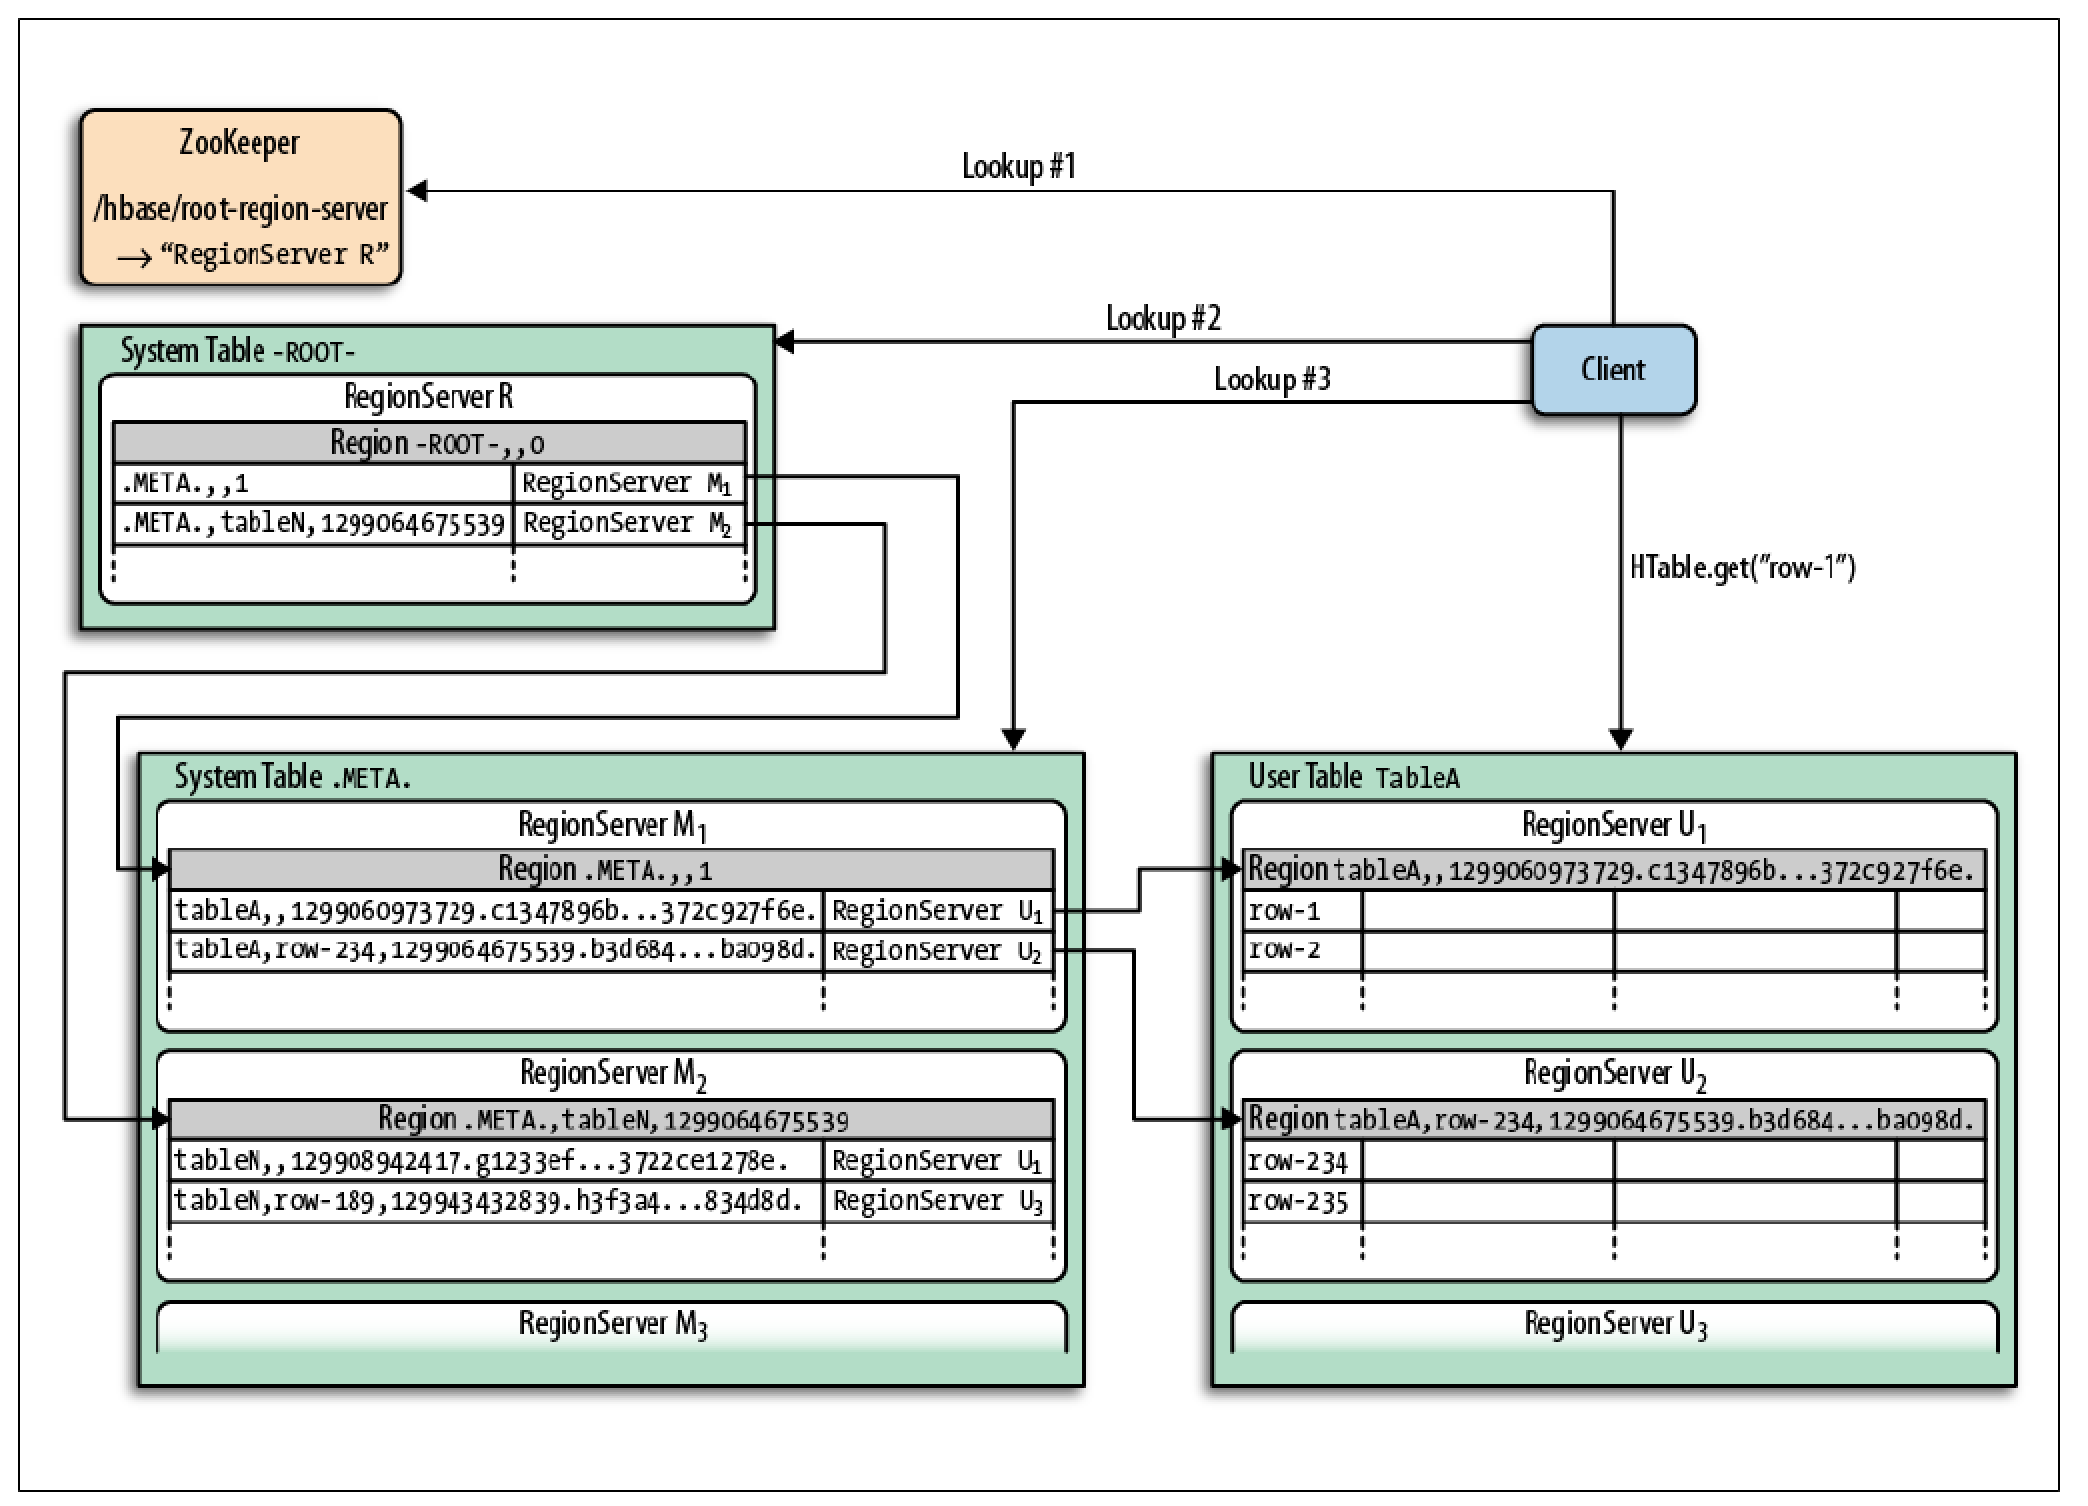 ZooKeeper
/hbase/root-region-server
→ “RegionServer R”
Lookup #1
Lookup #2
Lookup #3
Client
HTable.get(“row-1”)
System Table -ROOT-
RegionServer R
Region -ROOT-,,0
.META.,,1 RegionServer M1
.META.,tableN,1299064675539 RegionServer M2
System Table .META.
RegionServer M1
Region .META.,,1
tableA,,1299060973729.c1347896b...372c927f6e. RegionServer U1
tableA,row-234,1299064675539.b3d684...ba098d. RegionServer U2
RegionServer M2
Region .META.,tableN,1299064675539
tableN,,129908942417.g1233ef...3722ce1278e. RegionServer U1
tableN,row-189,129943432839.h3f3a4...834d8d. RegionServer U3
RegionServer M3
User Table TableA
RegionServer U1
Region tableA,,1299060973729.c1347896b...372c927f6e.
row-1
row-2
RegionServer U2
Region tableA,row-234,1299064675539.b3d684...ba098d.
row-234
row-235
RegionServer U3